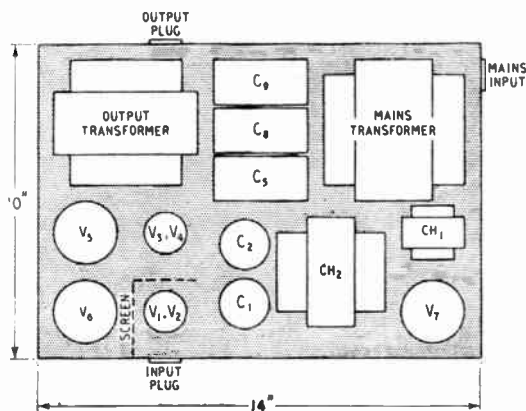 OUTPUT
PLUG
MAINS
INPUT
OUTPUT
TRANSFORMER
C₉
C₈
C₅
MAINS
TRANSFORMER
10"
V₅
V₃+V₄
C₂
CH₂
CH₁
V₆
SCREEN
V₁+V₂
C₁
V₇
INPUT
PLUG
14"